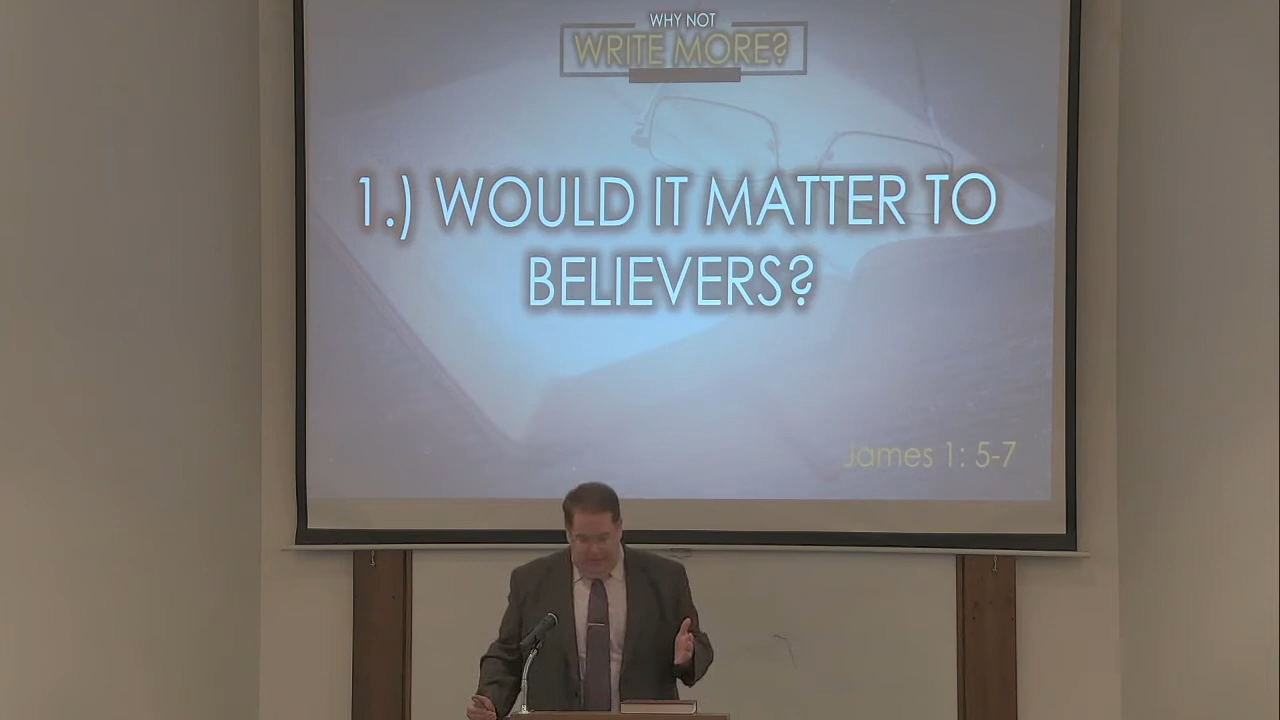 WHY NOT
WRITE MORE?
1.) WOULD IT MATTER TO
BELIEVERS?
James 1: 5-7